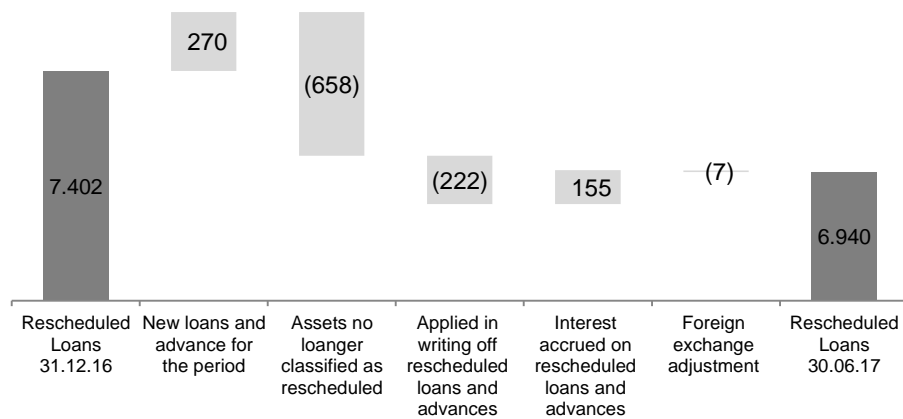 270
(658)
7.402
(222)
155
(7)
6.940
Rescheduled
Loans
31.12.16
New loans and
advance for
the period
Assets no
loanger
classified as
rescheduled
Applied in
writing off
rescheduled
loans and
advances
Interest
accrued on
rescheduled
loans and
advances
Foreign
exchange
adjustment
Rescheduled
Loans
30.06.17